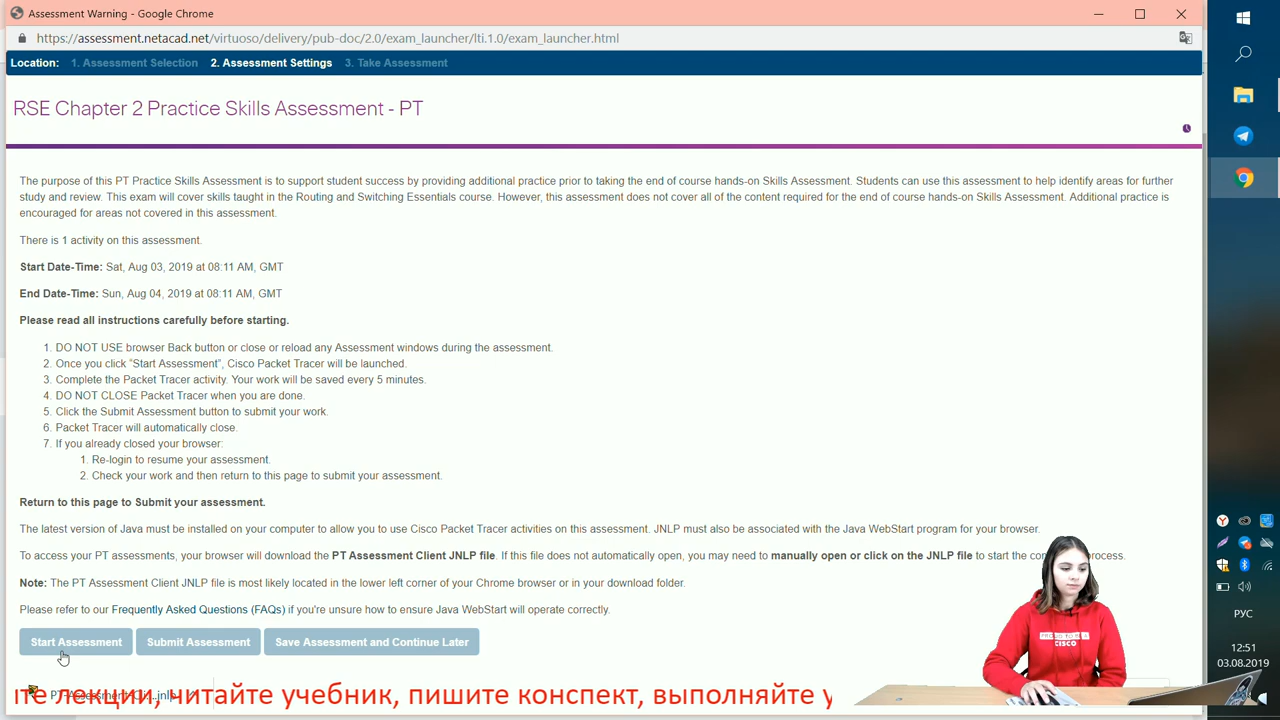 Assessment Warning - Google Chrome
https://assessment.netacad.net/virtuoso/delivery/pub-doc/2.0/exam_launcher/lti.1.0/exam_launcher.html
Location: 1. Assessment Selection 2. Assessment Settings 3. Take Assessment
RSE Chapter 2 Practice Skills Assessment - PT
The purpose of this PT Practice Skills Assessment is to support student success by providing additional practice prior to taking the end of course hands-on Skills Assessment. Students can use this assessment to help identify areas for further
study and review. This exam will cover skills taught in the Routing and Switching Essentials course. However, this assessment does not cover all of the content required for the end of course hands-on Skills Assessment. Additional practice is
encouraged for areas not covered in this assessment.
There is 1 activity on this assessment.
Start Date-Time: Sat, Aug 03, 2019 at 08:11 AM, GMT
End Date-Time: Sun, Aug 04, 2019 at 08:11 AM, GMT
Please read all instructions carefully before starting.
1. DO NOT USE browser Back button or close or reload any Assessment windows during the assessment.
2. Once you click "Start Assessment", Cisco Packet Tracer will be launched.
3. Complete the Packet Tracer activity. Your work will be saved every 5 minutes.
4. DO NOT CLOSE Packet Tracer when you are done.
5. Click the Submit Assessment button to submit your work.
6. Packet Tracer will automatically close.
7. If you already closed your browser:
1. Re-login to resume your assessment.
2. Check your work and then return to this page to submit your assessment.
Return to this page to Submit your assessment.
The latest version of Java must be installed on your computer to allow you to use Cisco Packet Tracer activities on this assessment. JNLP must also be associated with the Java WebStart program for your browser.
To access your PT assessments, your browser will download the PT Assessment Client JNLP file. If this file does not automatically open, you may need to manually open or click on the JNLP file to start the process.
Note: The PT Assessment Client JNLP file is most likely located in the lower left corner of your Chrome browser or in your download folder.
Please refer to our Frequently Asked Questions (FAQs) if you're unsure how to ensure Java WebStart will operate correctly.
Start Assessment Submit Assessment Save Assessment and Continue Later
лекции, читайте учебник, пишите конспект, выполняйте
CISCO
РУС
12:51
03.08.2019